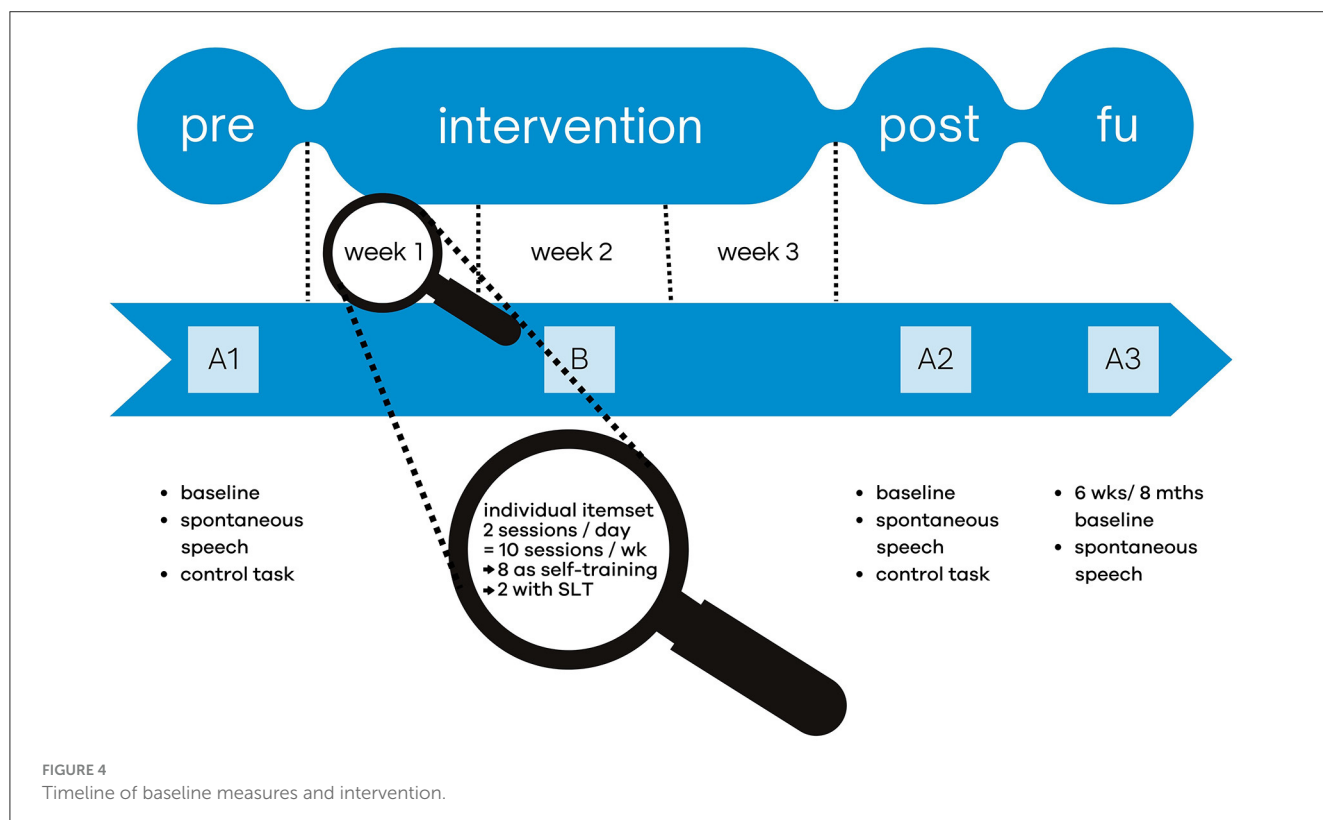 pre
intervention
post
fu
week 1
week 2
week 3
A1
B
A2
A3
• baseline
• spontaneous
speech
• control task
individual itemset
2 sessions / day
= 10 sessions / wk
➔ 8 as self-training
➔ 2 with SLT
• baseline
• spontaneous
speech
• control task
• 6 wks/ 8 mths
baseline
• spontaneous
speech
FIGURE 4
Timeline of baseline measures and intervention.